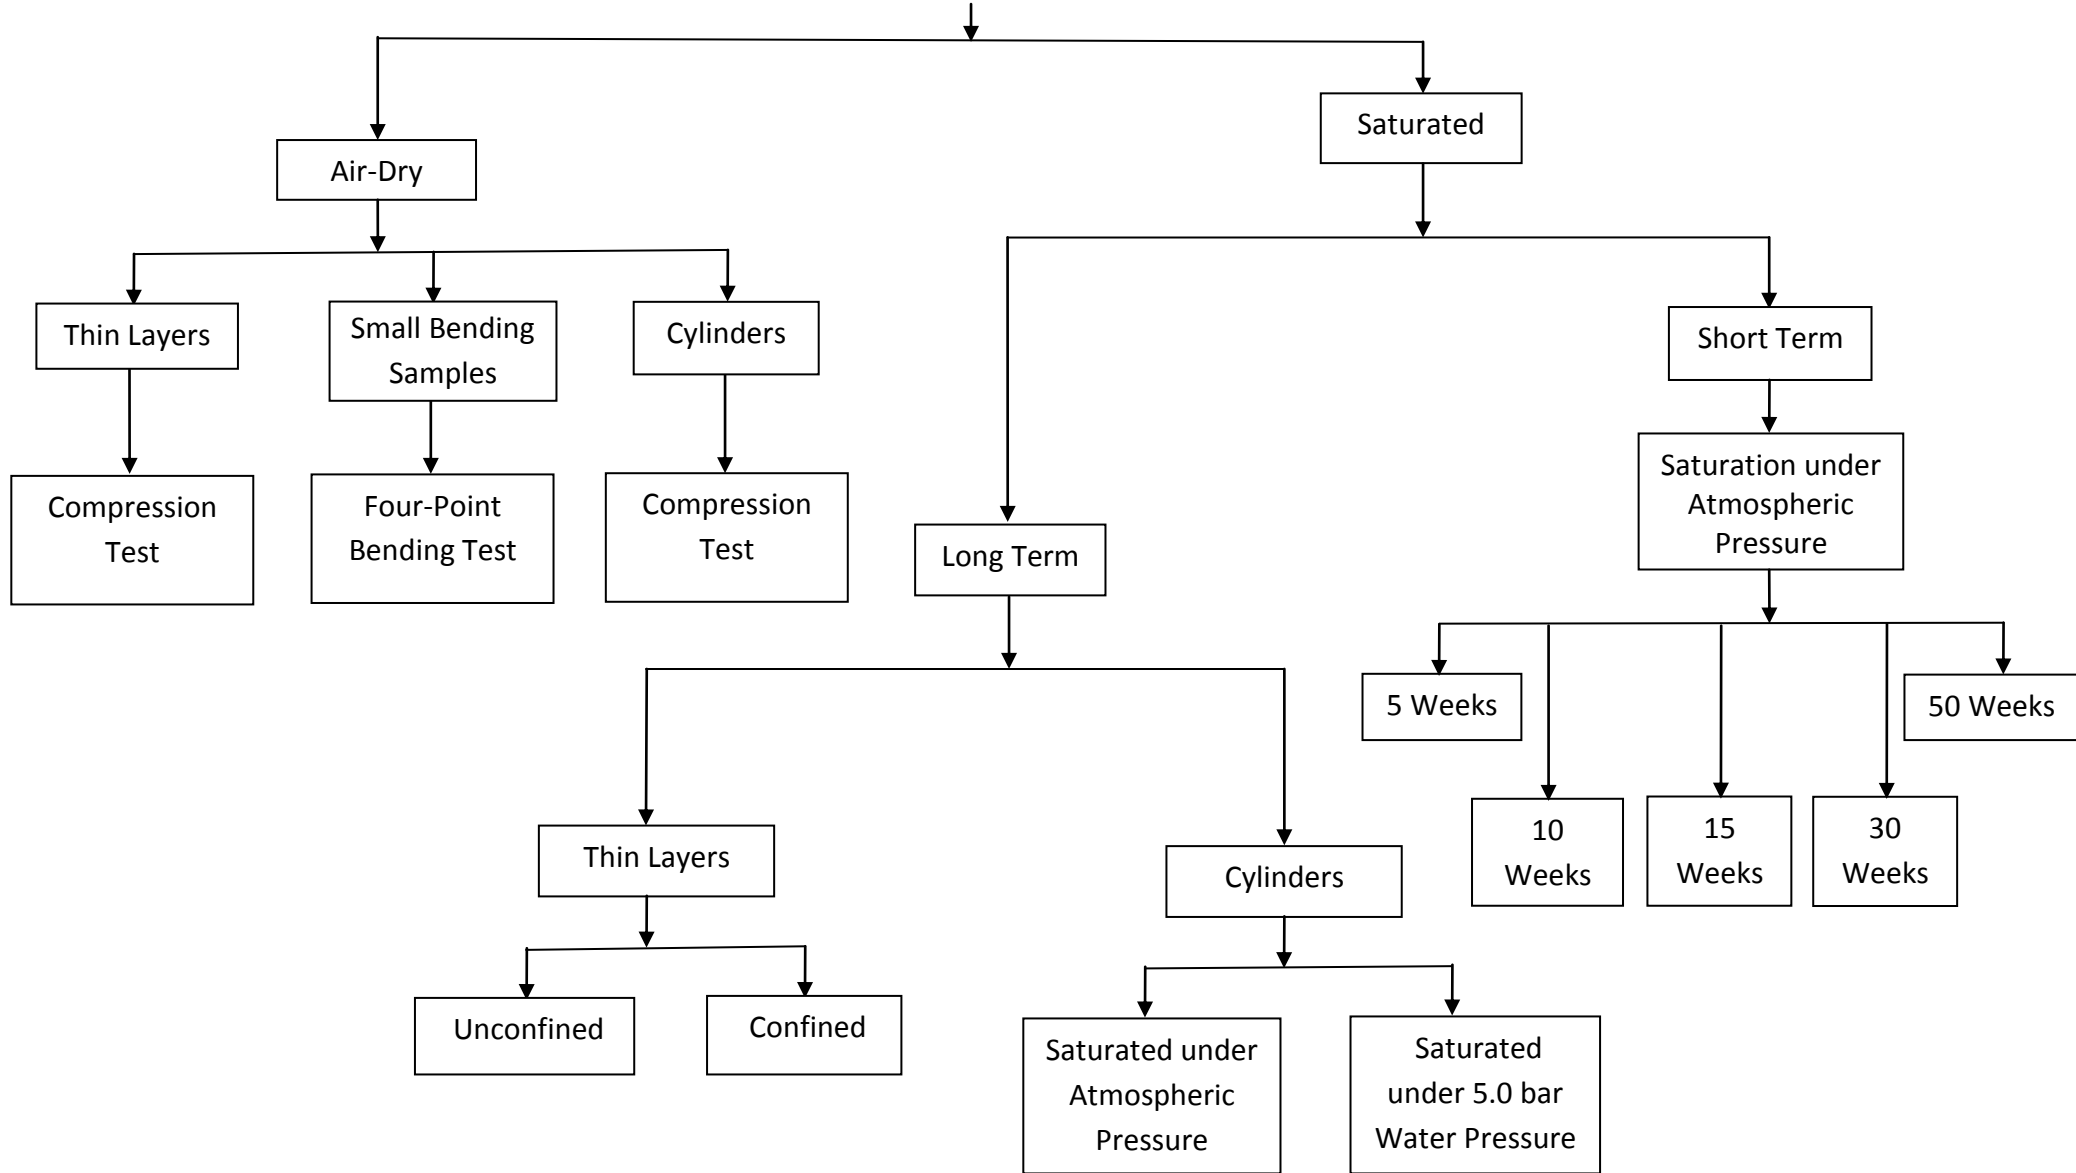 Saturated
Air-Dry
Thin Layers
Small Bending
Samples
Cylinders
Short Term
Compression
Test
Four-Point
Bending Test
Compression
Test
Long Term
Saturation under
Atmospheric
Pressure
5 Weeks
50 Weeks
10
Weeks
15
Weeks
30
Weeks
Thin Layers
Cylinders
Unconfined
Confined
Saturated under
Atmospheric
Pressure
Saturated
under 5.0 bar
Water Pressure